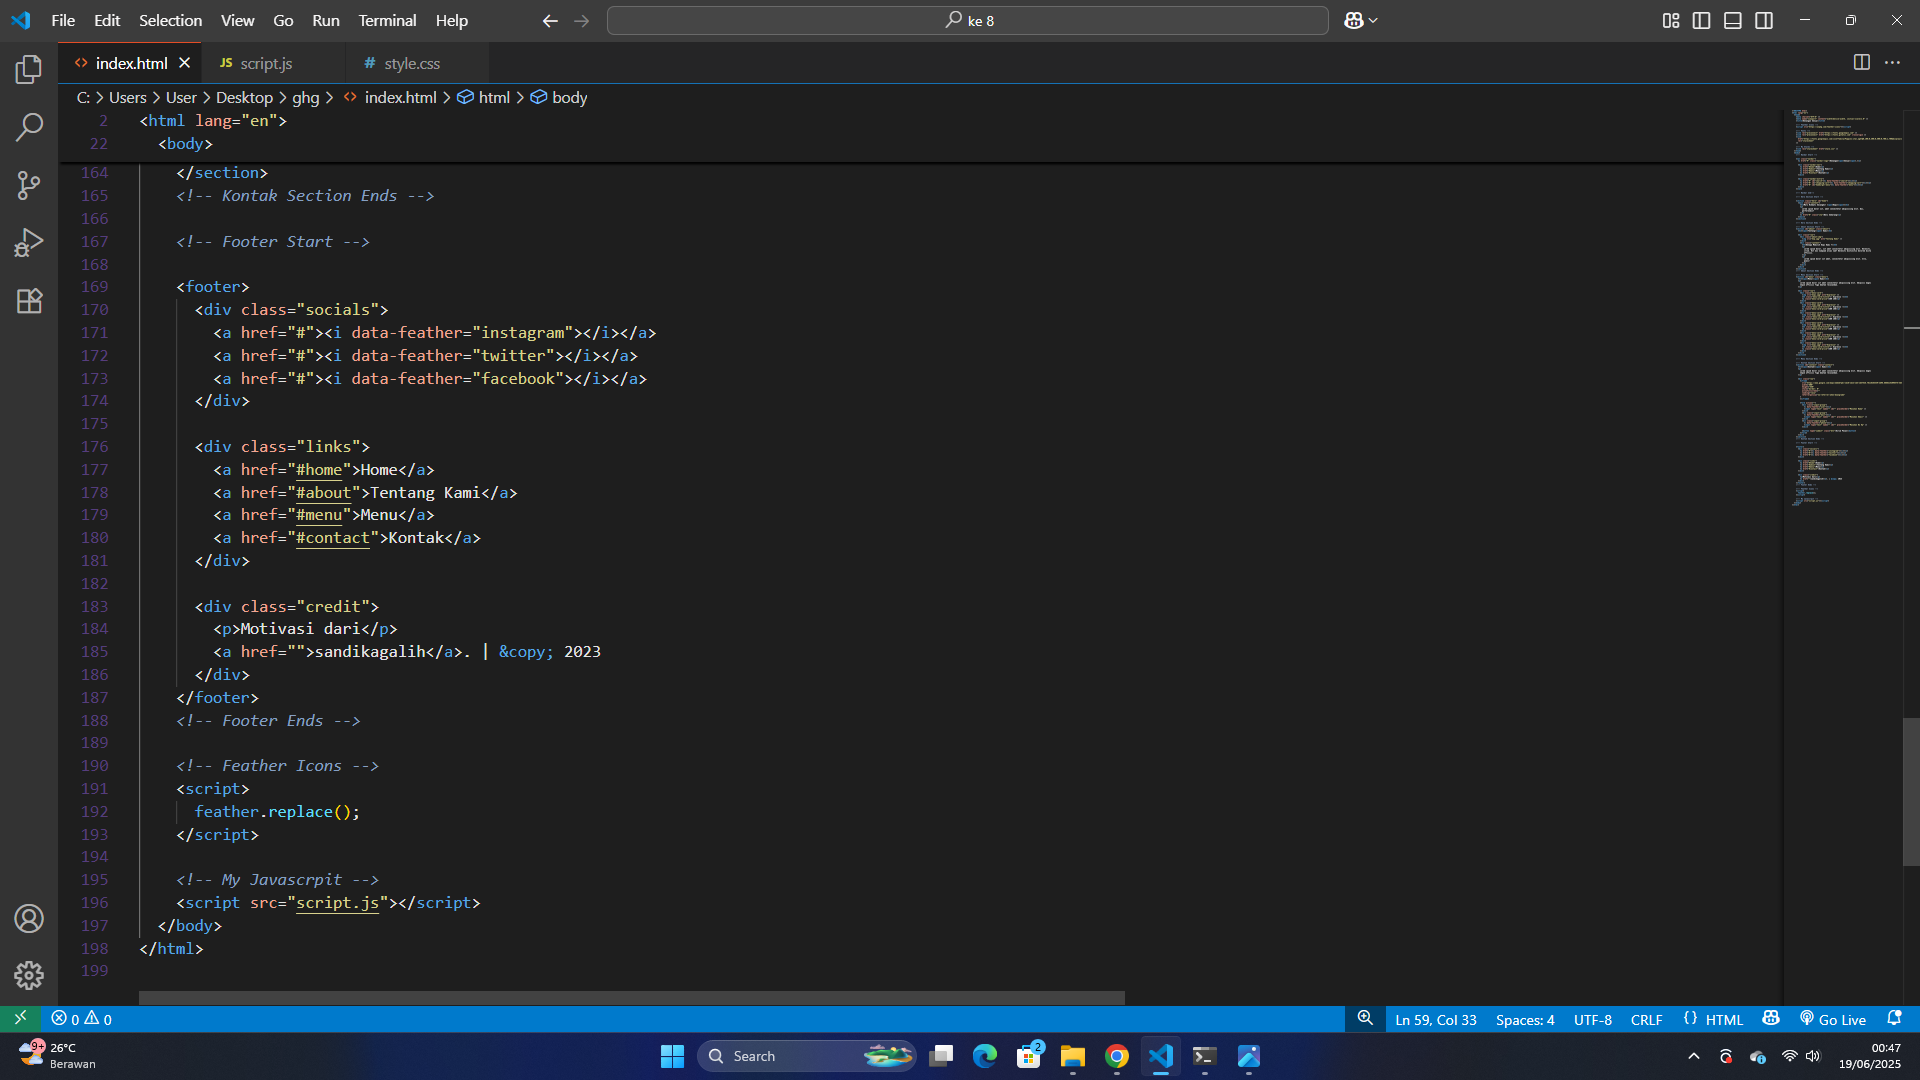 File Edit Selection View Go Run Terminal Help
ke 8
index.html
JS script.js
# style.css
C: > Users > User > Desktop > ghg > index.html > html > body
2 <html lang="en">
22 <body>
164 </section>
165 <!-- Kontak Section Ends -->
166
167 <!-- Footer Start -->
168
169 <footer>
170 <div class="socials">
171 <a href="#"><i data-feather="instagram"></i></a>
172 <a href="#"><i data-feather="twitter"></i></a>
173 <a href="#"><i data-feather="facebook"></i></a>
174 </div>
175
176 <div class="links">
177 <a href="#home">Home</a>
178 <a href="#about">Tentang Kami</a>
179 <a href="#menu">Menu</a>
180 <a href="#contact">Kontak</a>
181 </div>
182
183 <div class="credit">
184 <p>Motivasi dari</p>
185 <a href="">sandikagalih</a>. | &copy; 2023
186 </div>
187 </footer>
188 <!-- Footer Ends -->
189
190 <!-- Feather Icons -->
191 <script>
192 feather.replace();
193 </script>
194
195 <!-- My Javascrpit -->
196 <script src="script.js"></script>
197 </body>
198 </html>
199
0 0
Ln 59, Col 33 Spaces: 4 UTF-8 CRLF {} HTML Go Live
9+
26°C
Berawan
Search
2
00:47
19/06/2025